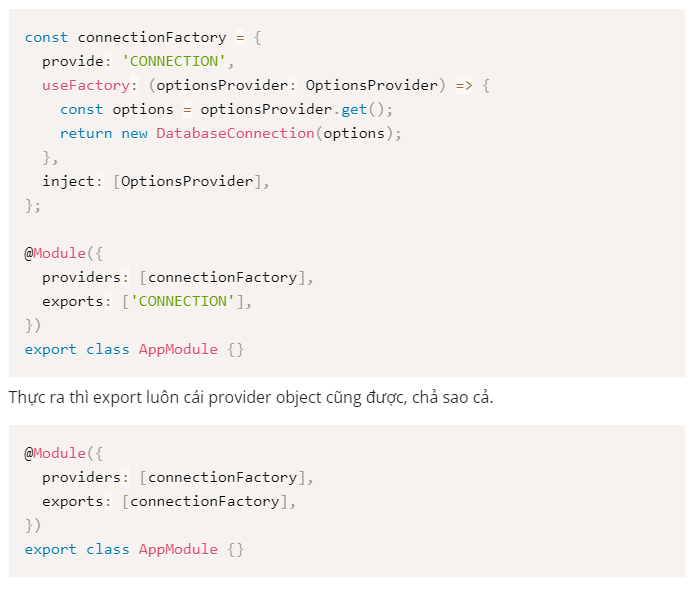 const connectionFactory = {
  provide: 'CONNECTION',
  useFactory: (optionsProvider: OptionsProvider) => {
    const options = optionsProvider.get();
    return new DatabaseConnection(options);
  },
  inject: [OptionsProvider],
};

@Module({
  providers: [connectionFactory],
  exports: ['CONNECTION'],
})
export class AppModule {}
Thực ra thì export luôn cái provider object cũng được, chả sao cả.
@Module({
  providers: [connectionFactory],
  exports: [connectionFactory],
})
export class AppModule {}